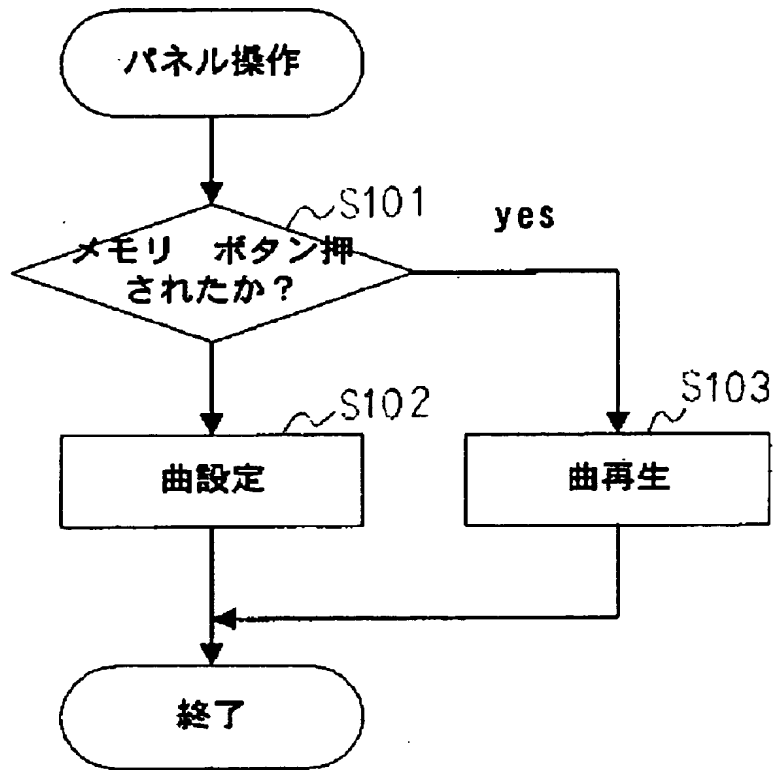 パネル操作
S101
yes
メモリ　ボタン押
されたか？
S102
S103
曲設定
曲再生
終了